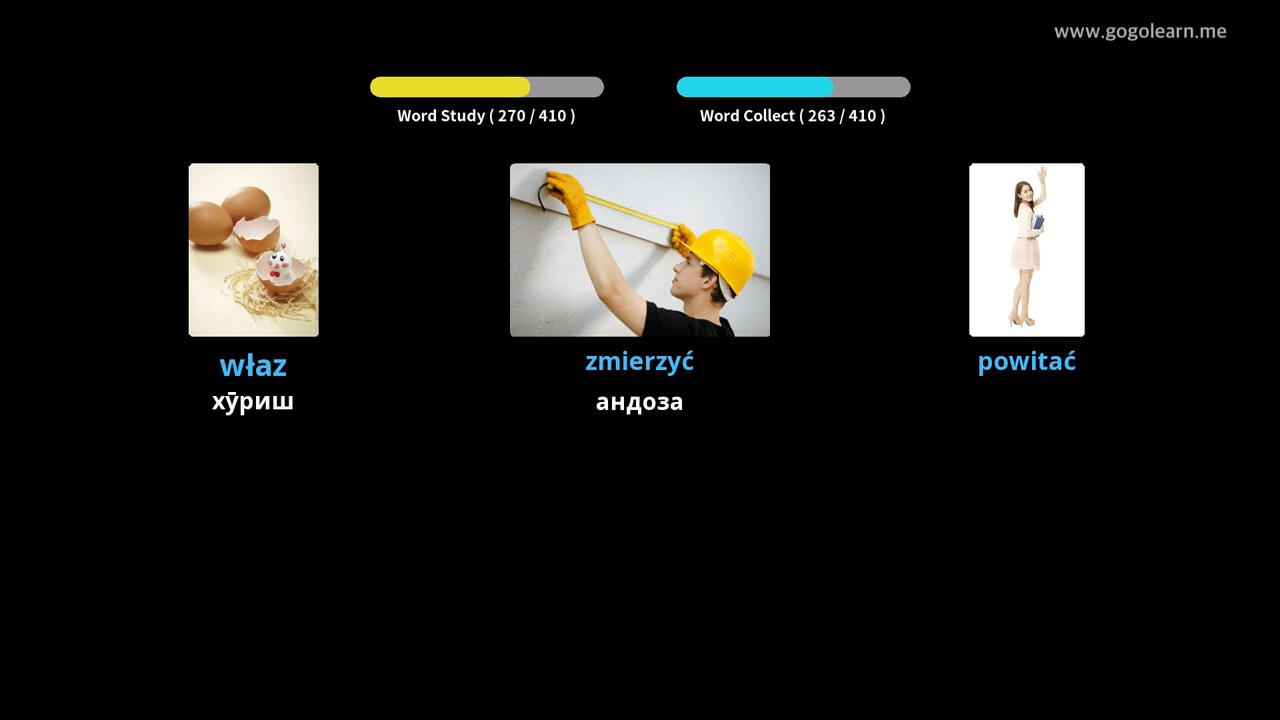 www.gogolearn.me
Word Study ( 270 / 410 )
Word Collect ( 263 / 410 )
właz
хӯриш
zmierzyć
андоза
powitać